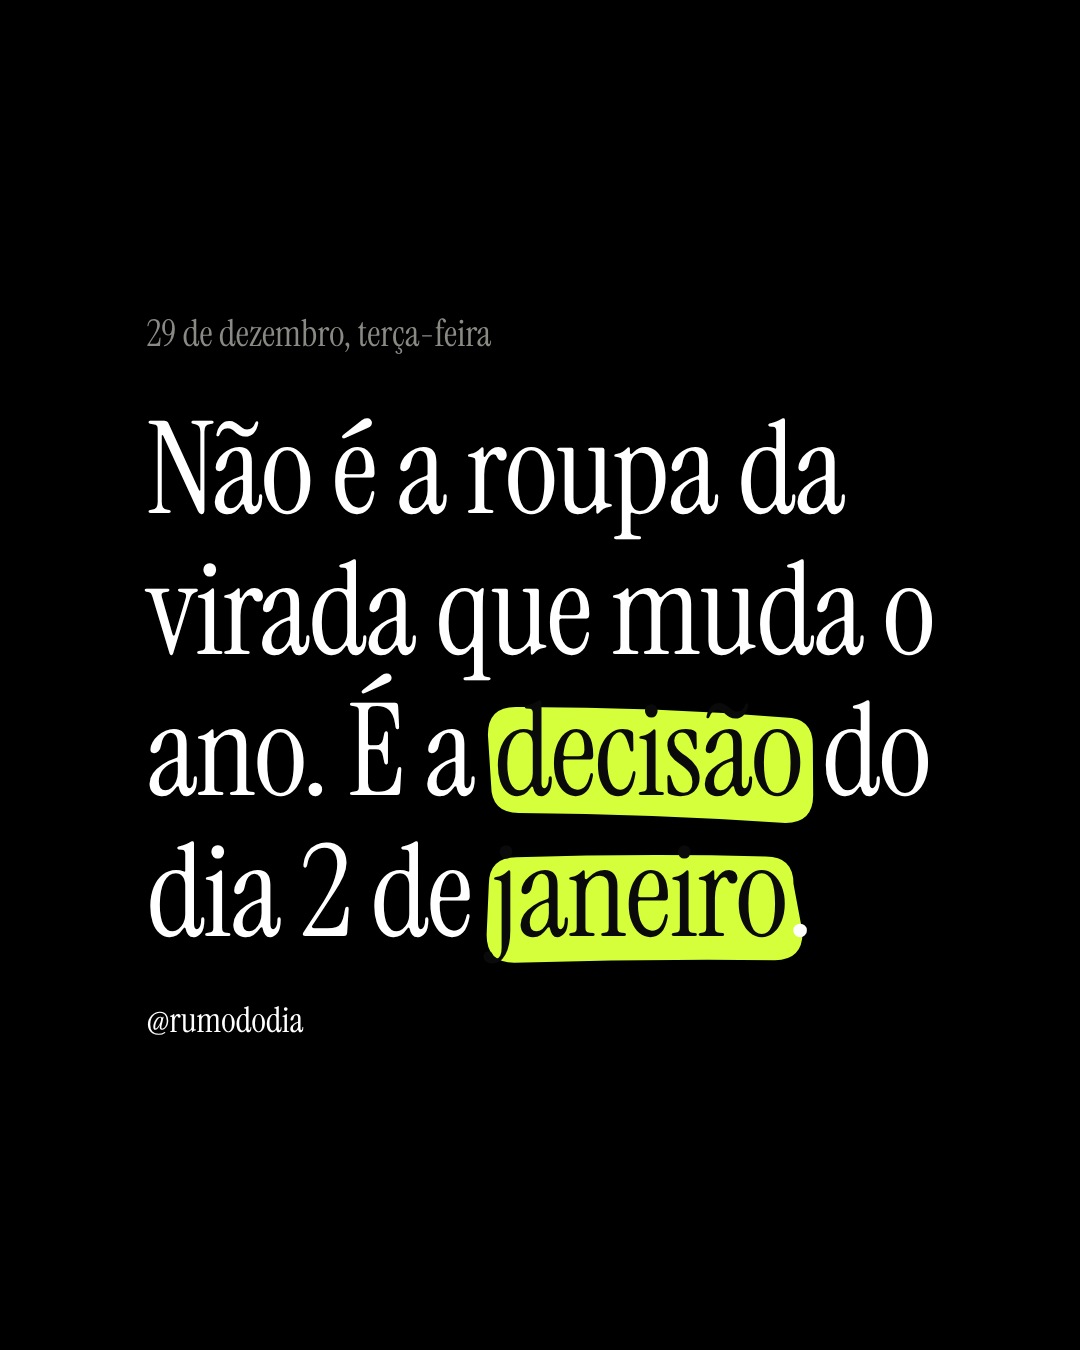 29 de dezembro, terça-feira
Não é a roupa da
virada que muda o
ano. É a decisão do
dia 2 de janeiro.
@rumododia